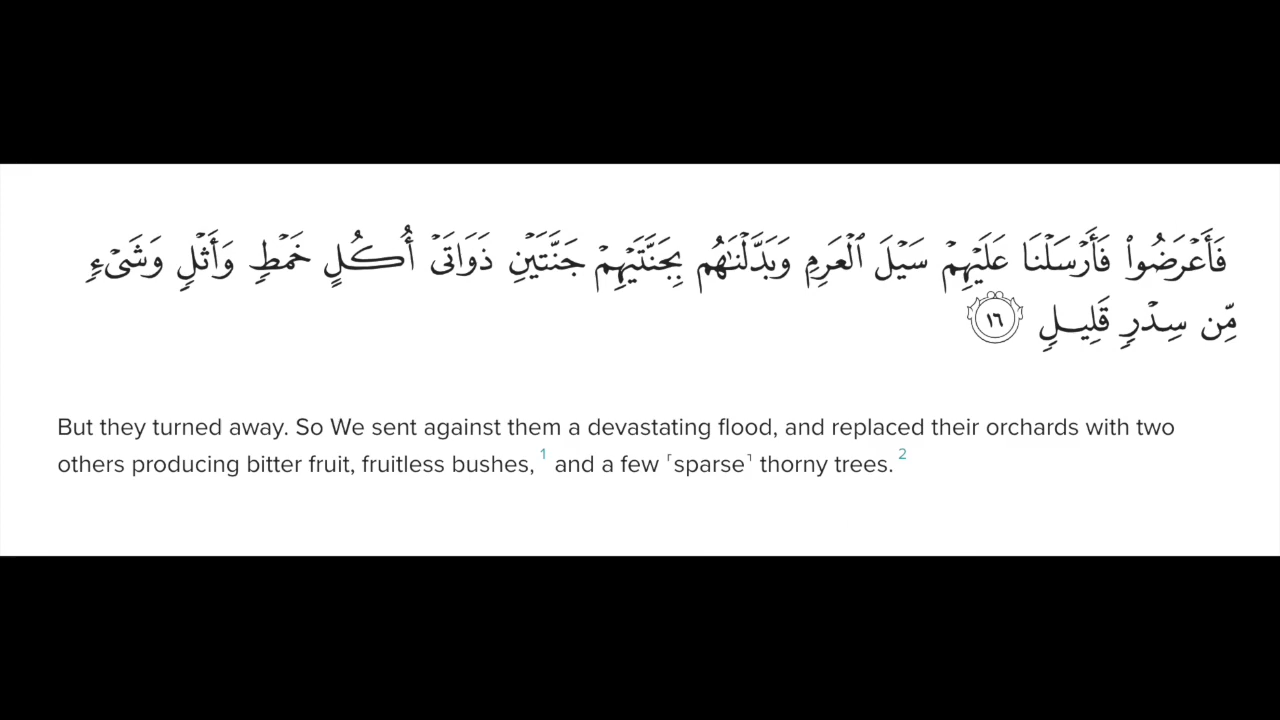 فَأَعْرَضُوا۟ فَأَرْسَلْنَا عَلَيْهِمْ سَيْلَ ٱلْعَرِمِ وَبَدَّلْنَـٰهُم بِجَنَّتَيْهِمْ جَنَّتَيْنِ ذَوَاتَىْ أُكُلٍ خَمْطٍ وَأَثْلٍ وَشَىْءٍ
مِّن سِدْرٍ قَلِيلٍ ١٦
But they turned away. So We sent against them a devastating flood, and replaced their orchards with two
others producing bitter fruit, fruitless bushes, 1 and a few ˹sparse˺ thorny trees. 2